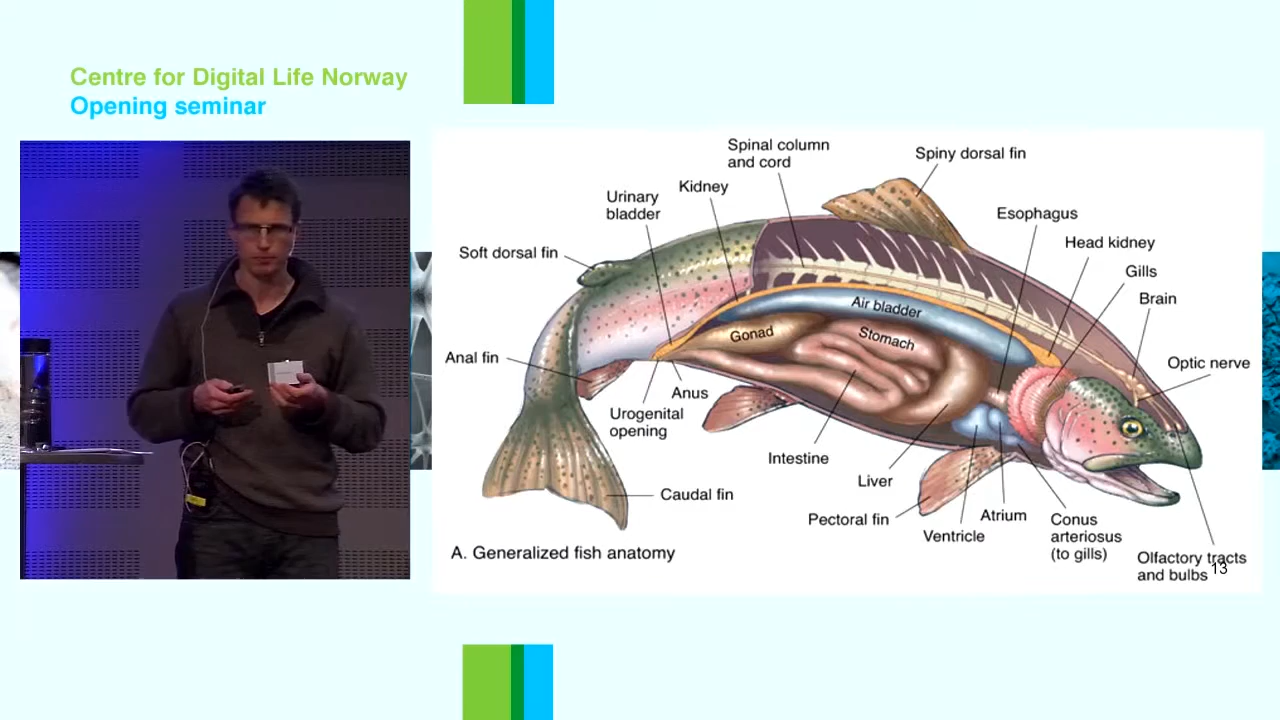 Centre for Digital Life Norway
Opening seminar
Spinal column
and cord
Spiny dorsal fin
Kidney
Urinary
bladder
Esophagus
Head kidney
Soft dorsal fin
Gills
Brain
Air bladder
Gonad
Stomach
Anal fin
Optic nerve
Anus
Urogenital
opening
Intestine
Liver
Caudal fin
Pectoral fin
Atrium
Ventricle
Conus
arteriosus
(to gills)
A. Generalized fish anatomy
Olfactory tracts
and bulbs
13